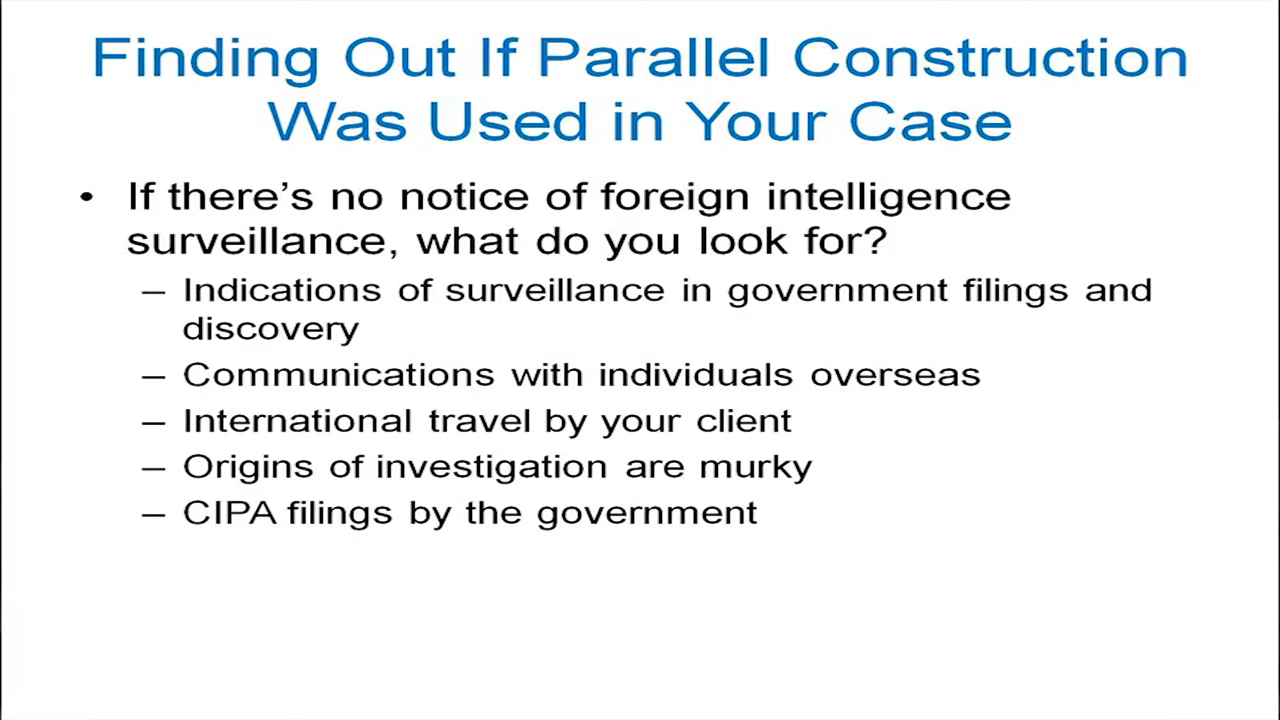 Finding Out If Parallel Construction
Was Used in Your Case
• If there’s no notice of foreign intelligence
surveillance, what do you look for?
– Indications of surveillance in government filings and
discovery
– Communications with individuals overseas
– International travel by your client
– Origins of investigation are murky
– CIPA filings by the government